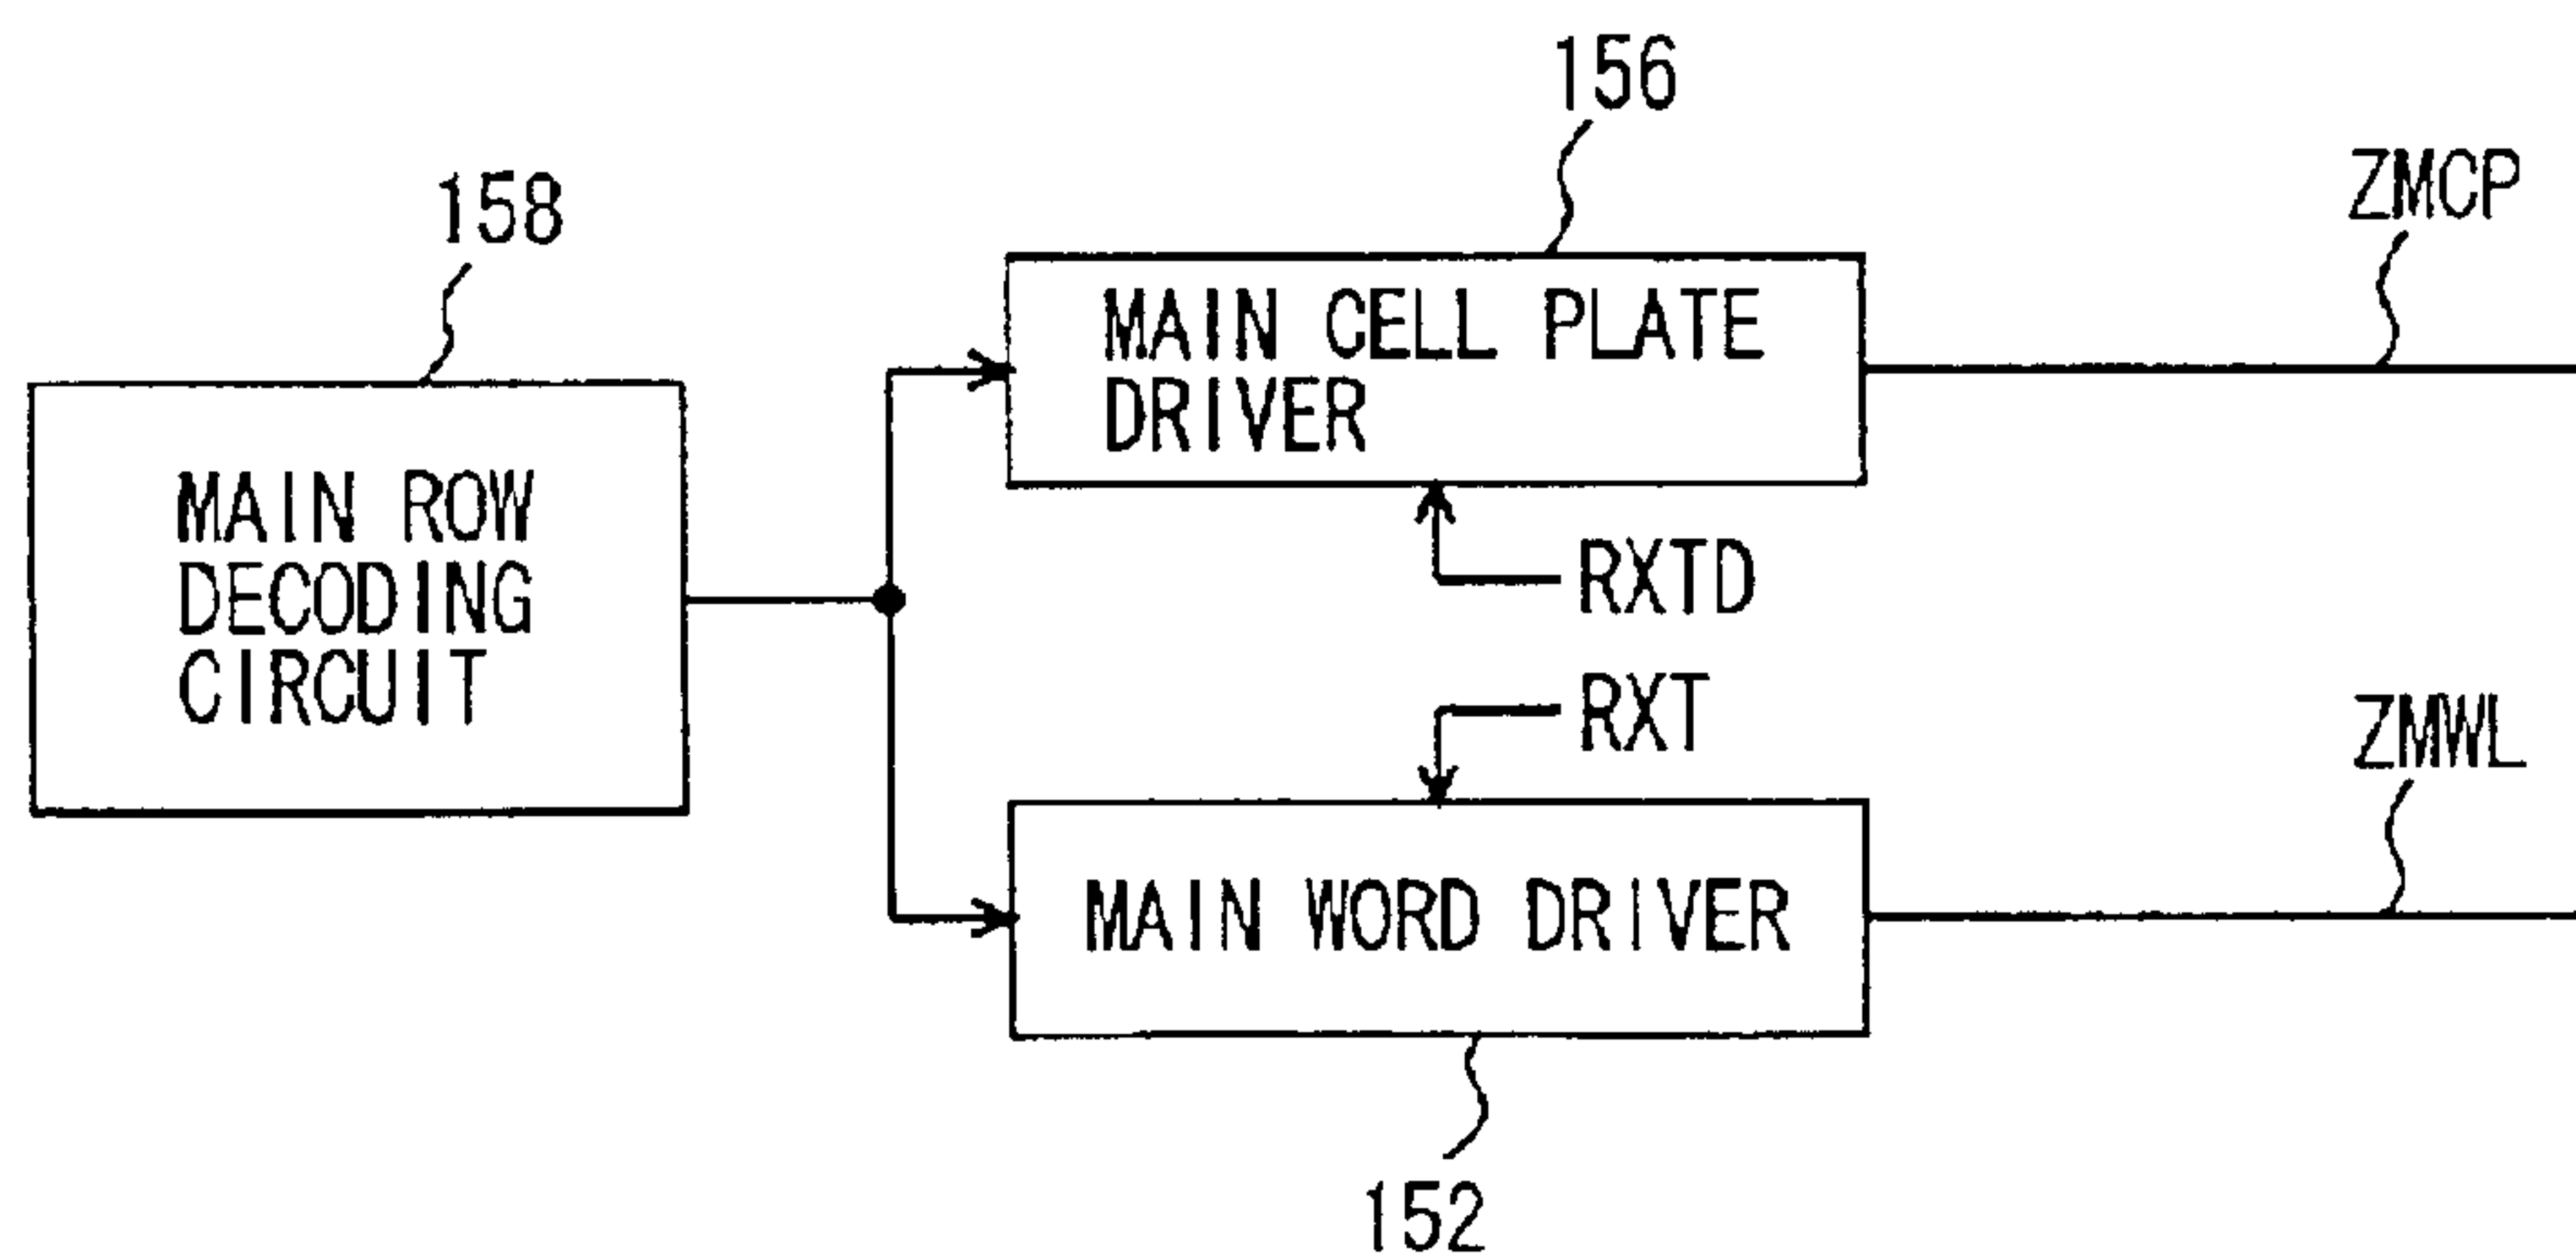 156
158
ZMCP
MAIN CELL PLATE
DRIVER
MAIN ROW
DECODING
CIRCUIT
RXTD
RXT
ZMWL
MAIN WORD DRIVER
152